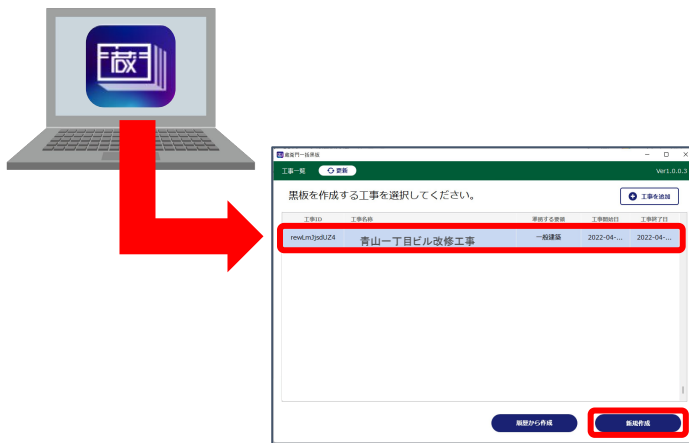 蔵
蔵衛門一括黒板
工事一覧 更新 Ver1.0.0.3
黒板を作成する工事を選択してください。 工事を追加
工事ID 工事名称 準拠する要領 工事開始日 工事終了日
rewLm3jsdUZ4 青山一丁目ビル改修工事 一般建築 2022-04-... 2022-04-...
履歴から作成 新規作成